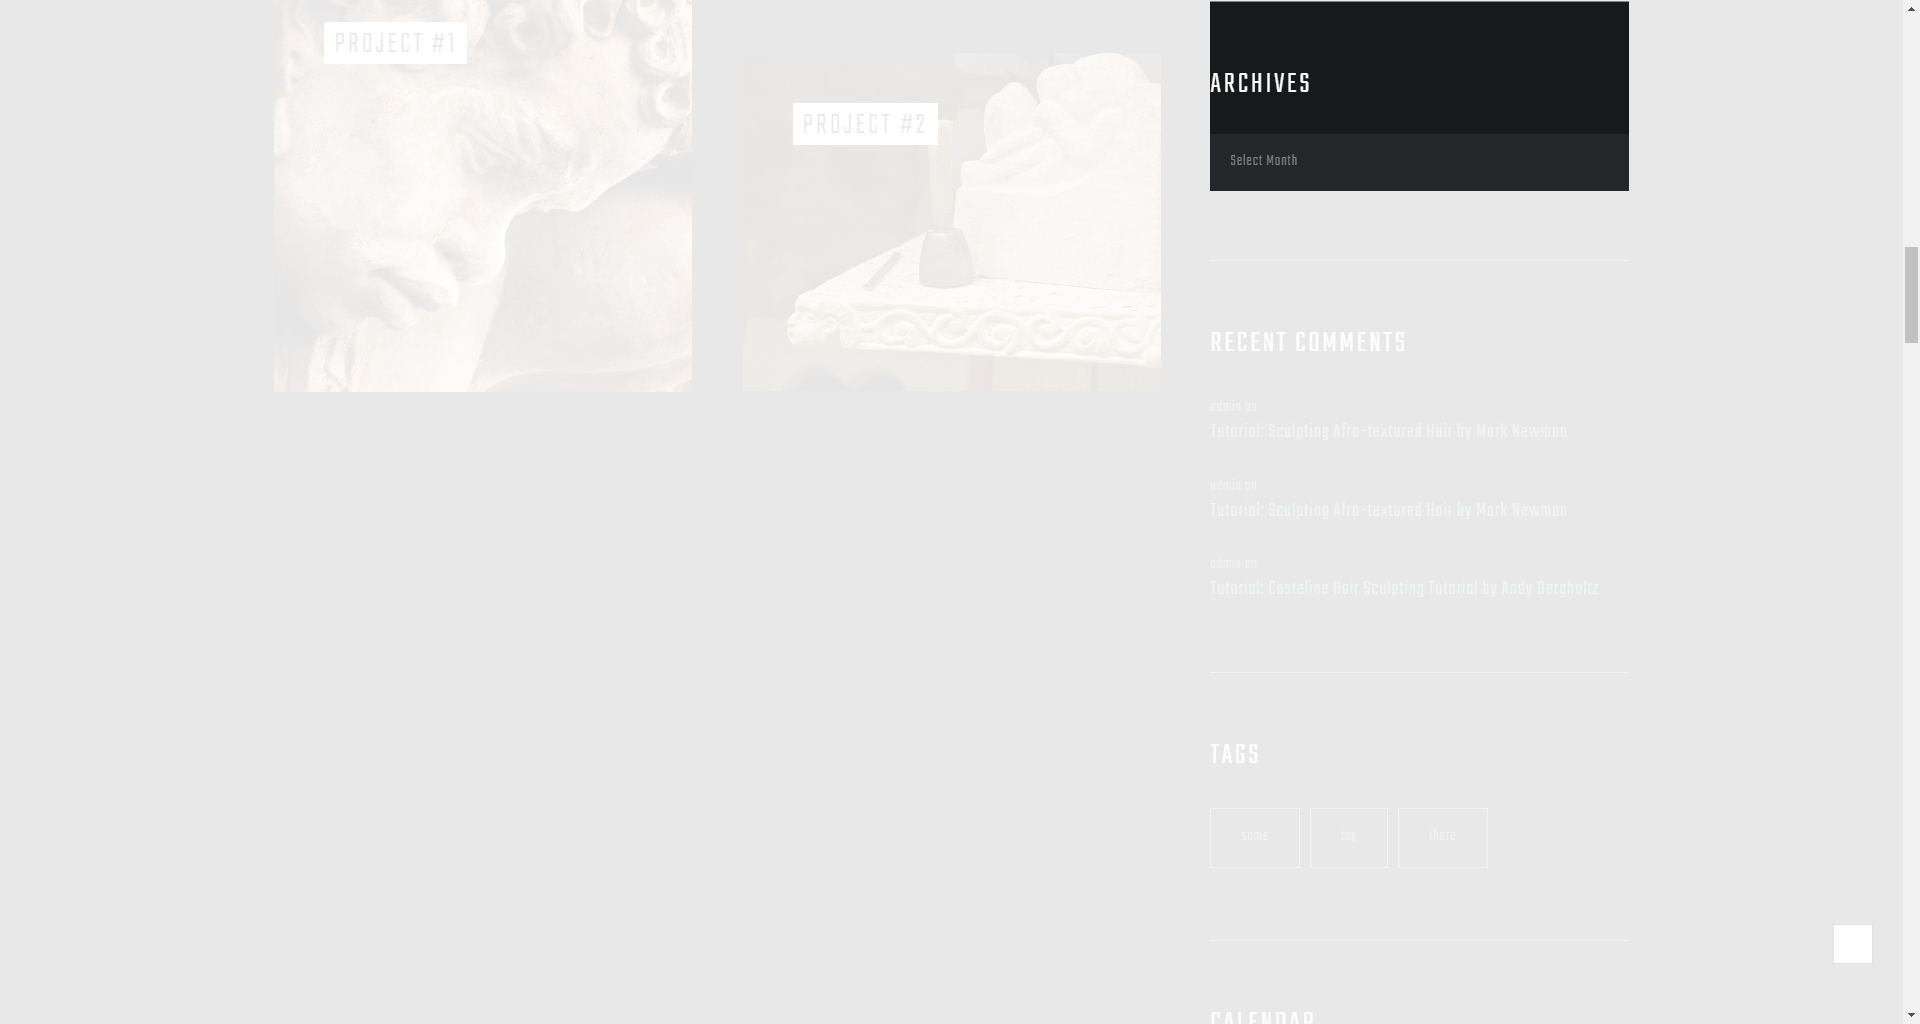 PROJECT #1
PROJECT #2
ARCHIVES
Select Month
RECENT COMMENTS
admin on
Tutorial: Sculpting Afro-textured Hair by Mark Newman
admin on
Tutorial: Sculpting Afro-textured Hair by Mark Newman
admin on
Tutorial: Casteline Hair Sculpting Tutorial by Andy Bergholtz
TAGS
some
tag
there
CALENDAR